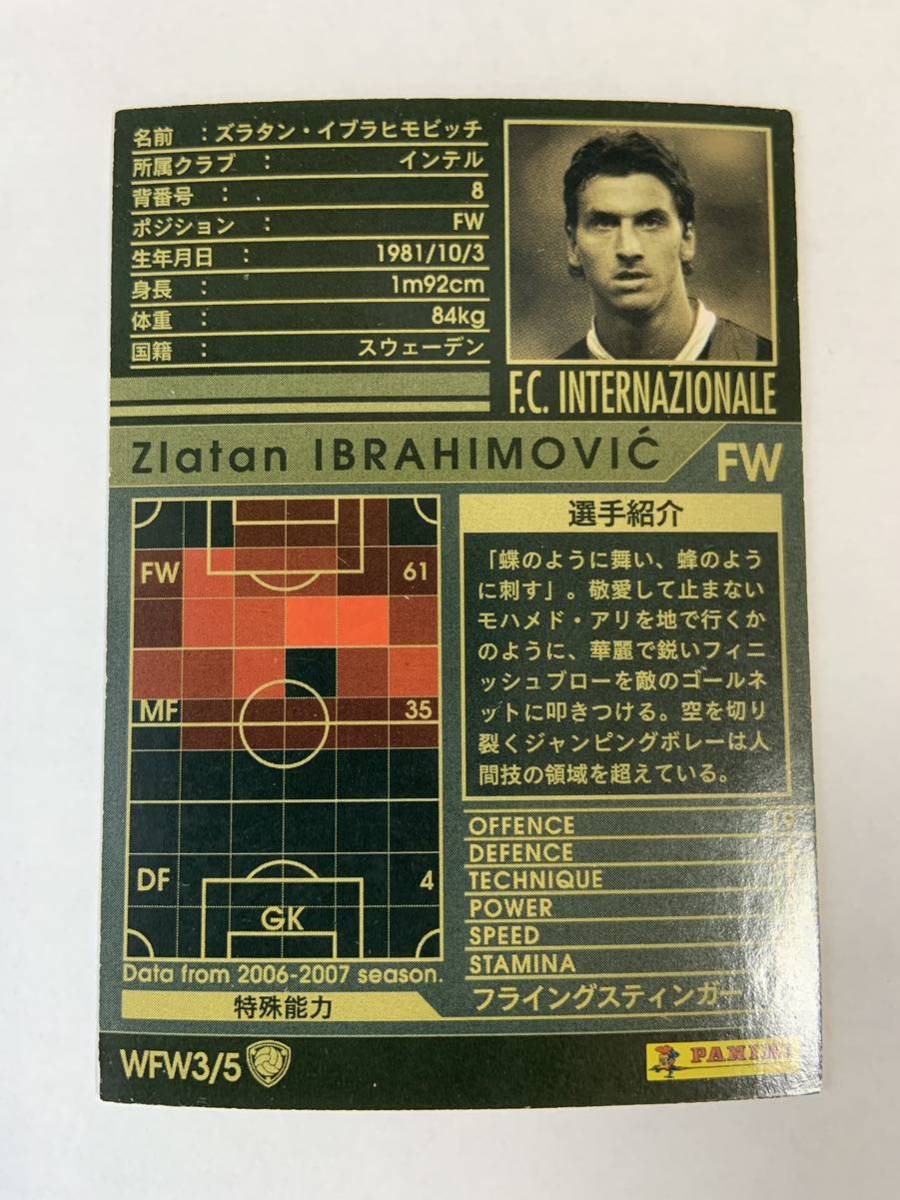 名前 ：ズラタン・イブラヒモビッチ
所属クラブ ： インテル
背番号 ： 8
ポジション ： FW
生年月日 ： 1981/10/3
身長 ： 1m92cm
体重 ： 84kg
国籍 ： スウェーデン
F.C. INTERNAZIONALE
Zlatan IBRAHIMOVIĆ
FW
FW 61
MF 35
DF 4
GK
Data from 2006-2007 season.
選手紹介
「蝶のように舞い、蜂のよう
に刺す」。敬愛して止まない
モハメド・アリを地で行くか
のように、華麗で鋭いフィニ
ッシュブローを敵のゴールネ
ットに叩きつける。空を切り
裂くジャンピングボレーは人
間技の領域を超えている。
OFFENCE 19
DEFENCE
TECHNIQUE
POWER
SPEED
STAMINA
特殊能力
フライングスティンガー
WFW3/5
PANINI